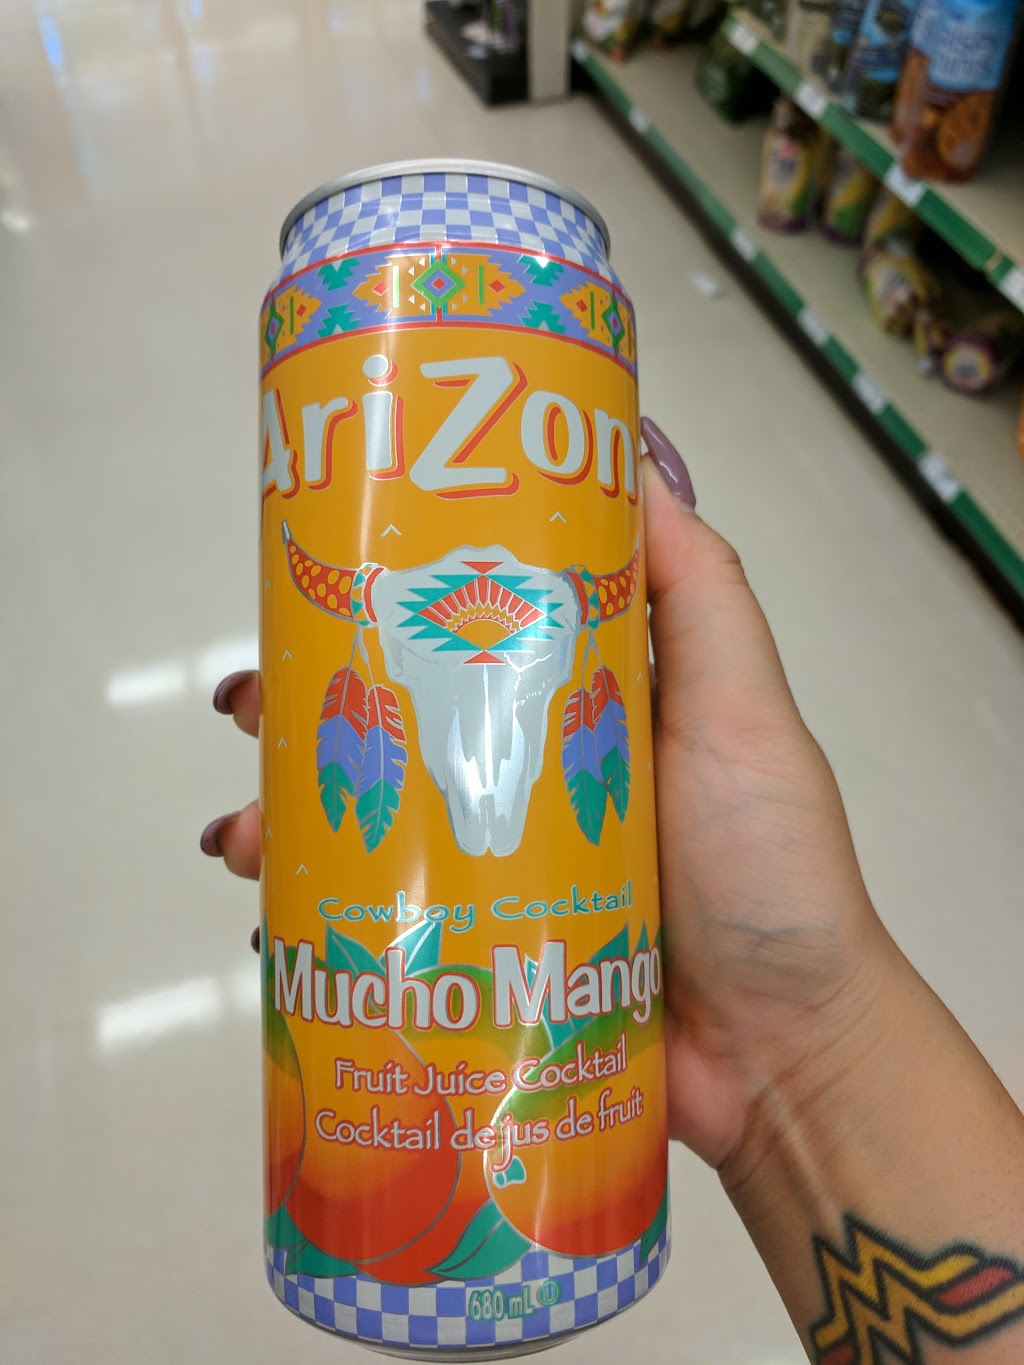 AriZon
Cowboy Cocktail
Mucho Mango
Fruit Juice Cocktail
Cocktail de jus de fruit
680 mL U